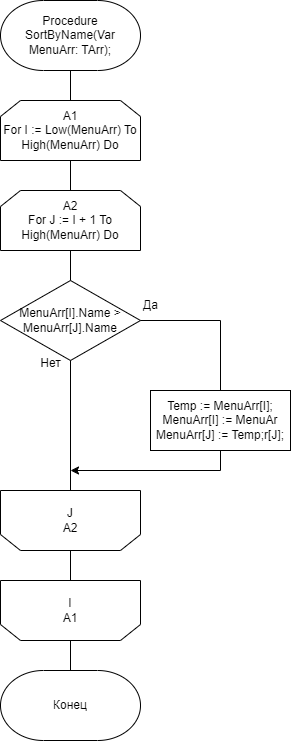 Procedure
SortByName(Var
MenuArr: TArr);
A1
For I := Low(MenuArr) To
High(MenuArr) Do
A2
For J := I + 1 To
High(MenuArr) Do
MenuArr[I].Name >
MenuArr[J].Name
Да
Нет
Temp := MenuArr[I];
MenuArr[I] := MenuAr
MenuArr[J] := Temp;r[J];
J
A2
I
A1
Конец